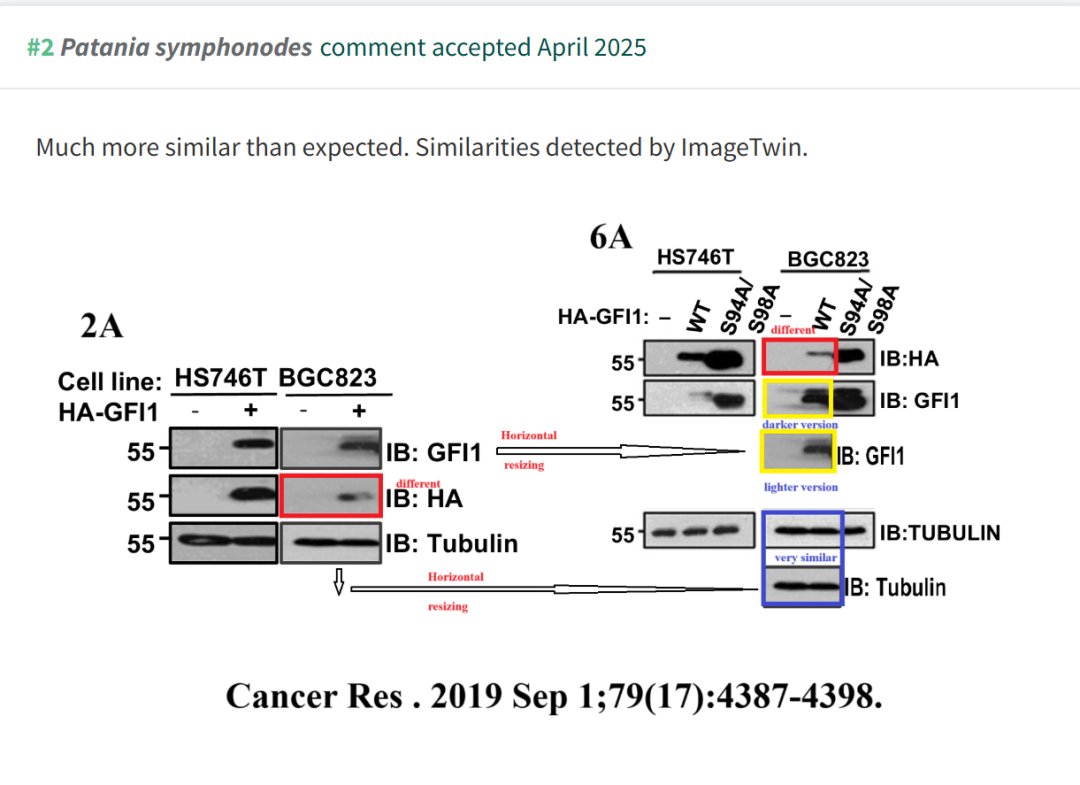 #2 Patania symphonodes comment accepted April 2025
Much more similar than expected. Similarities detected by ImageTwin.
6A
HS746T BGC823
HA-GFI1: – WT S94A/ S98A – WT S94A/ S98A
different
55 IB:HA
55 IB: GFI1
darker version
IB: GFI1
lighter version
55 IB:TUBULIN
very similar
IB: Tubulin
2A
Cell line: HS746T BGC823
HA-GFI1 - + - +
55 IB: GFI1
Horizontal
resizing
different
55 IB: HA
55 IB: Tubulin
Horizontal
resizing
Cancer Res . 2019 Sep 1;79(17):4387-4398.